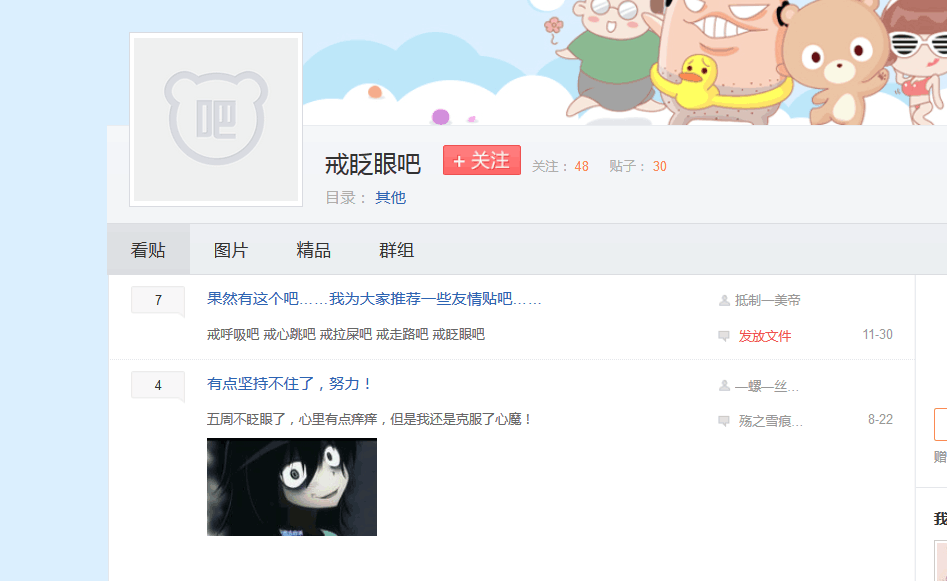 吧
戒眨眼吧
+ 关注
关注： 48 贴子： 30
目录： 其他
看贴 图片 精品 群组
7
果然有这个吧……我为大家推荐一些友情贴吧……
抵制一美帝
戒呼吸吧 戒心跳吧 戒拉屎吧 戒走路吧 戒眨眼吧
发放文件
11-30
4
有点坚持不住了，努力！
—螺—丝...
五周不眨眼了，心里有点痒痒，但是我还是克服了心魔！
殇之雪痕...
8-22
赠
我